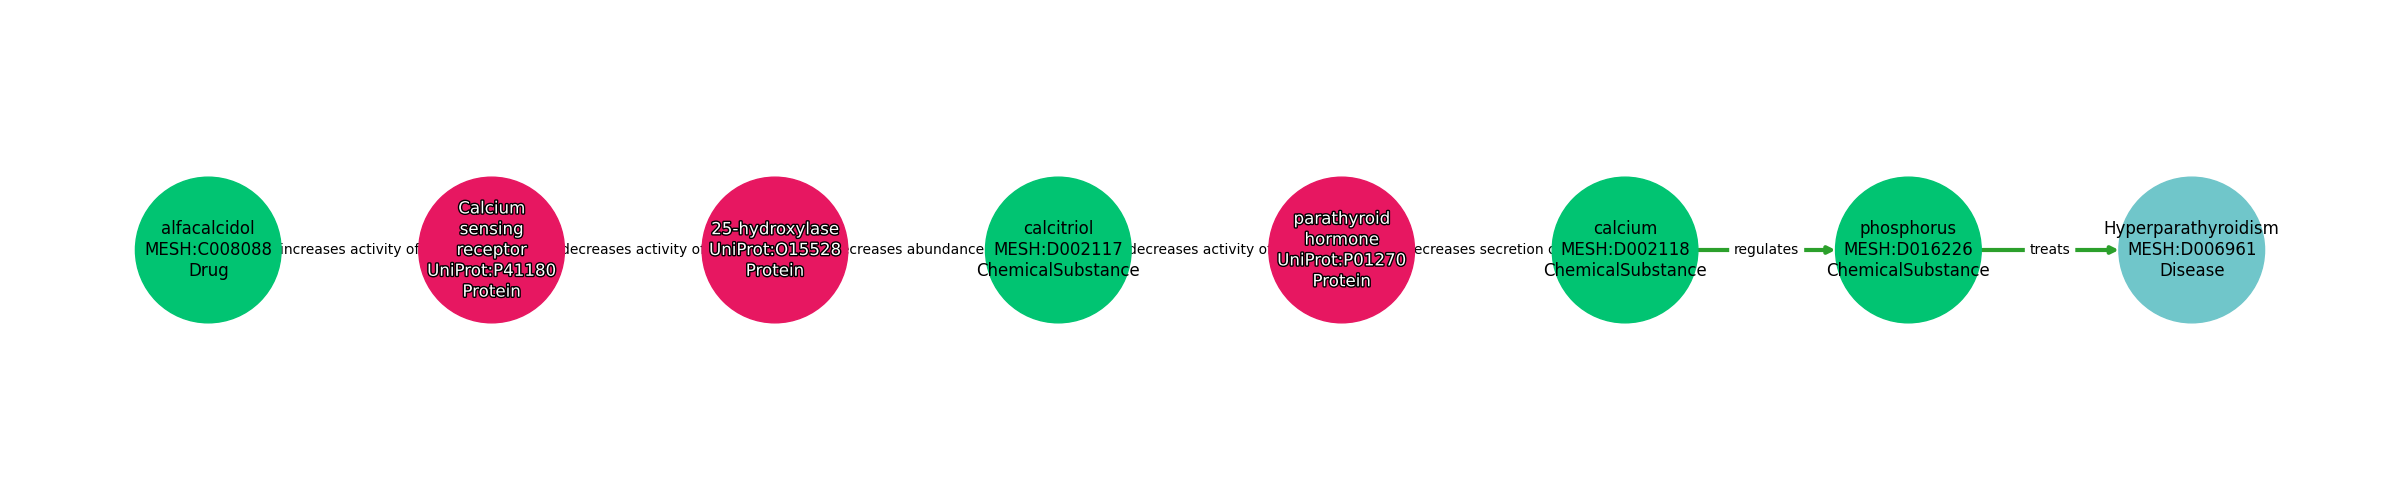 alfacalcidol
MESH:C008088
Drug
increases activity of
Calcium
sensing
receptor
UniProt:P41180
Protein
decreases activity of
25-hydroxylase
UniProt:O15528
Protein
creases abundance
calcitriol
MESH:D002117
ChemicalSubstance
decreases activity of
parathyroid
hormone
UniProt:P01270
Protein
ecreases secretion o
calcium
MESH:D002118
ChemicalSubstance
regulates
phosphorus
MESH:D016226
ChemicalSubstance
treats
Hyperparathyroidism
MESH:D006961
Disease